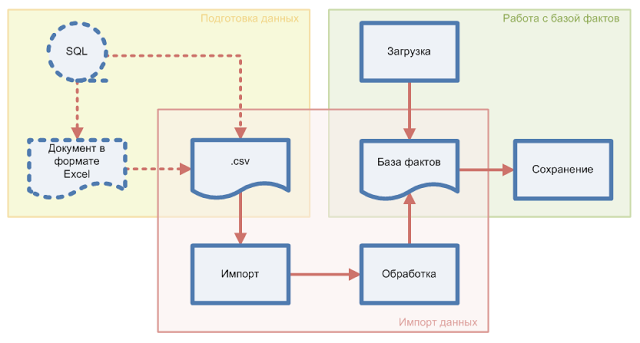 Подготовка данных
Работа с базой фактов
SQL
Загрузка
Документ в
формате
Excel
.csv
База фактов
Сохранение
Импорт
Обработка
Импорт данных